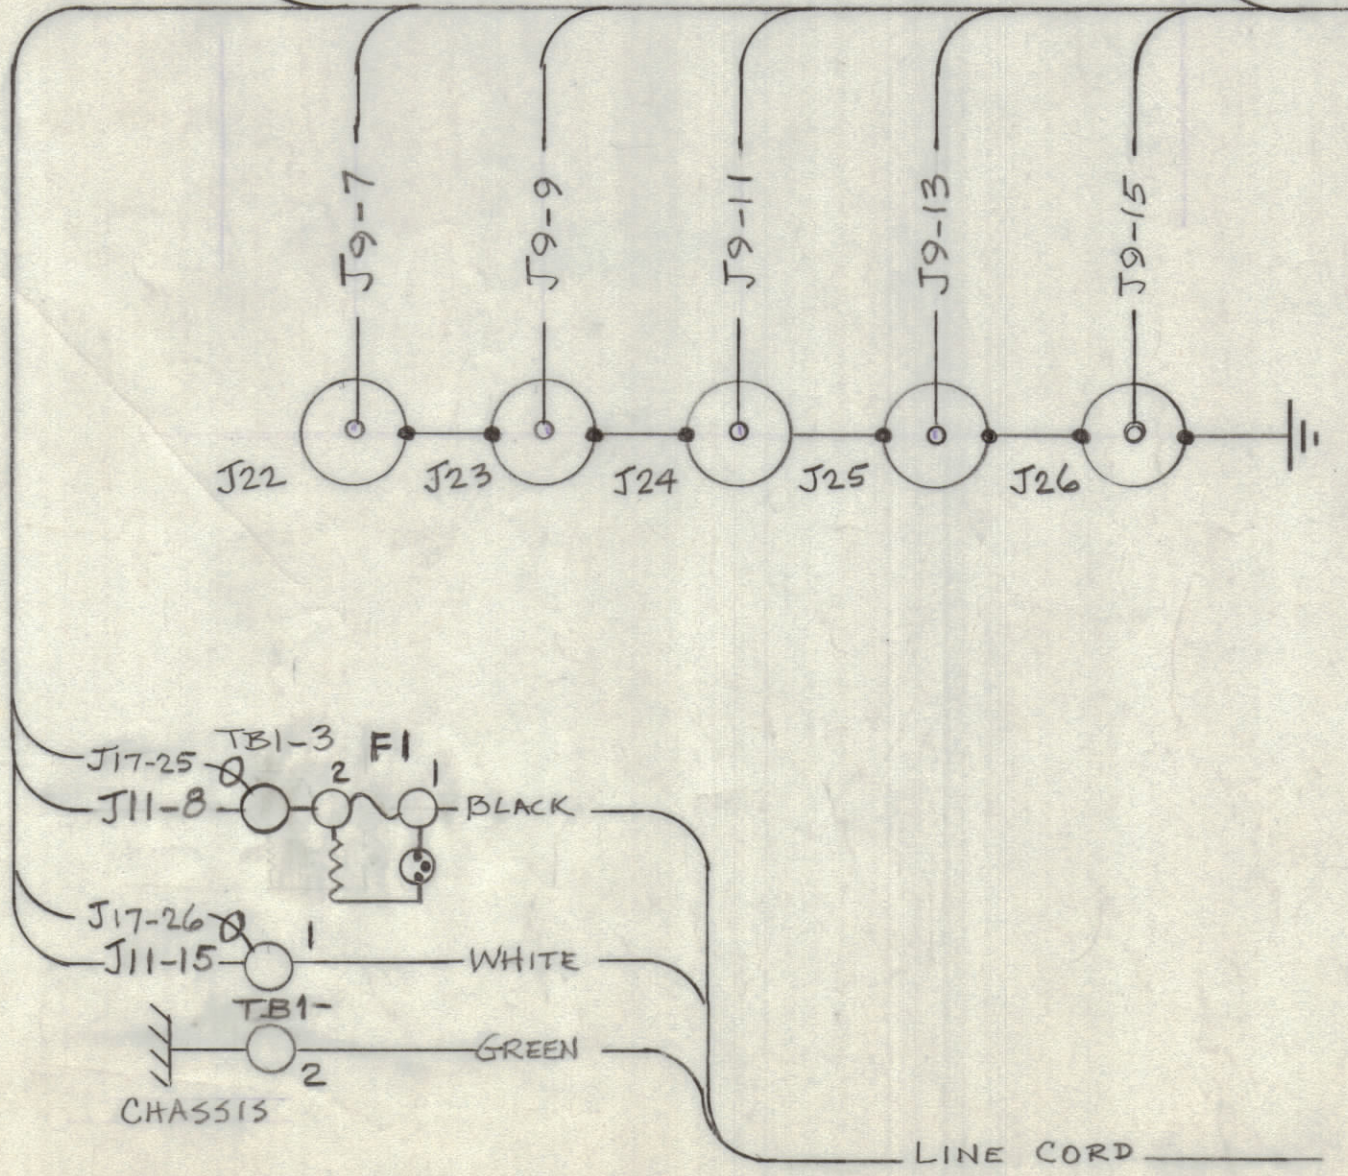 J9-7
J9-9
J9-11
J9-13
J9-15
J22
J23
J24
J25
J26
TB1-3
F1
J17-25
2
1
J11-8
BLACK
J17-26
1
J11-15
WHITE
TB1-
GREEN
2
CHASSIS
LINE CORD